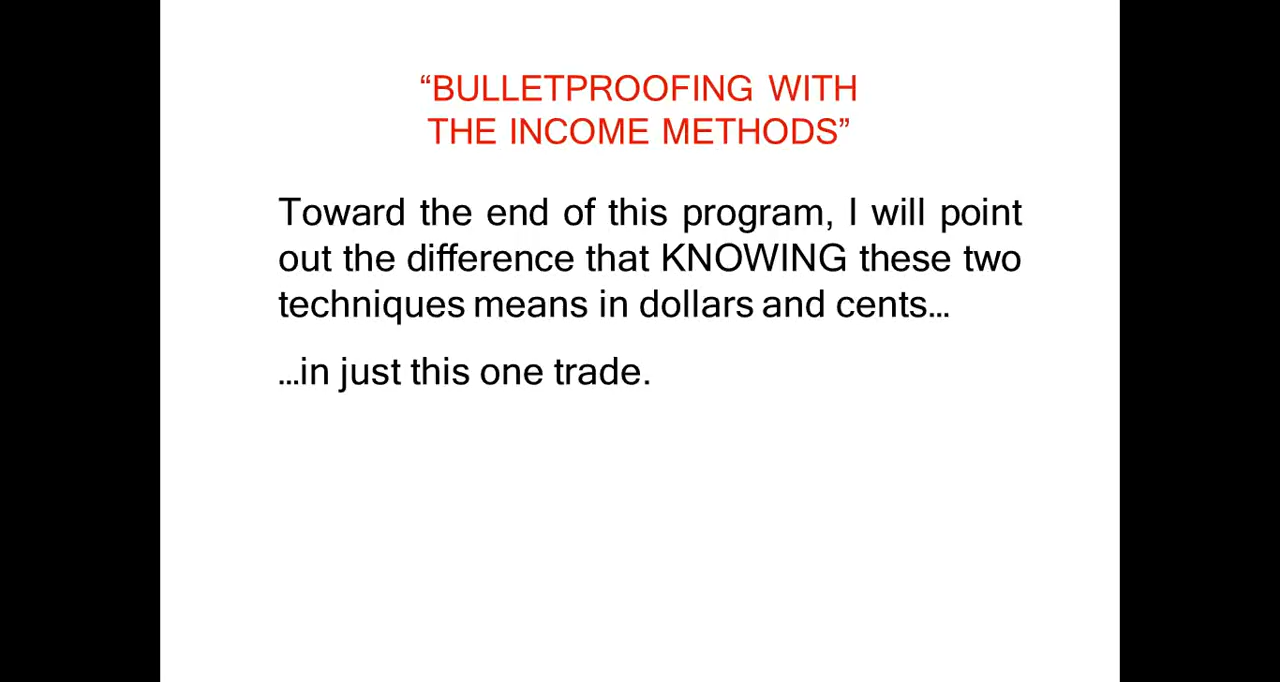 “BULLETPROOFING WITH
THE INCOME METHODS”
Toward the end of this program, I will point
out the difference that KNOWING these two
techniques means in dollars and cents…
…in just this one trade.